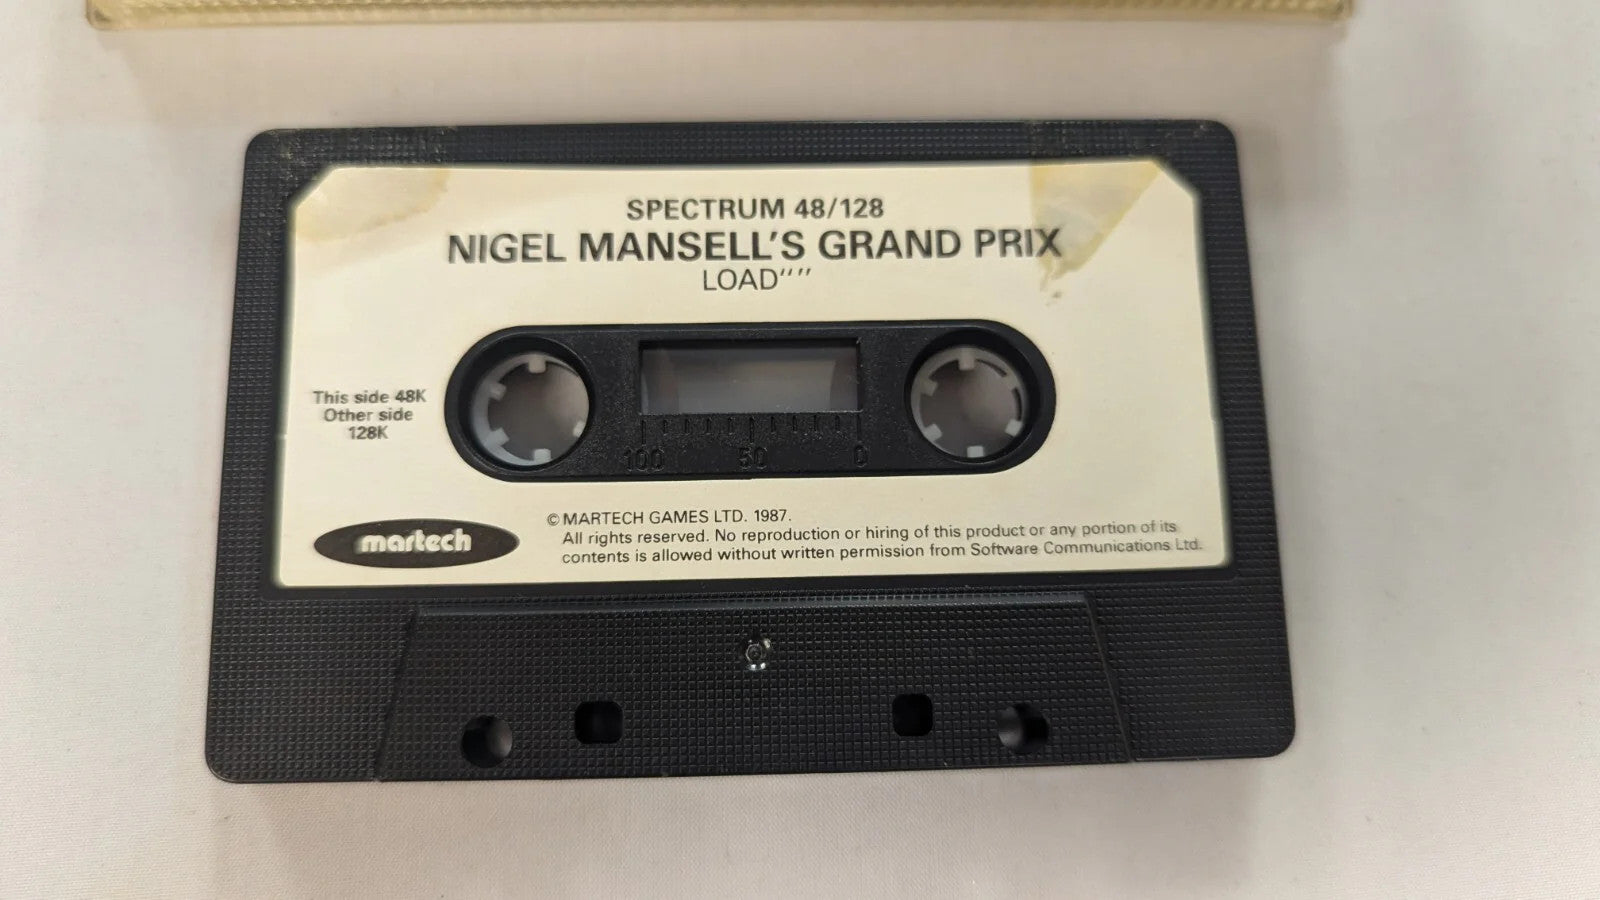 SPECTRUM 48/128
NIGEL MANSELL'S GRAND PRIX
LOAD""
This side 48K
Other side
128K
100 50 0
martech
© MARTECH GAMES LTD. 1987.
All rights reserved. No reproduction or hiring of this product or any portion of its
contents is allowed without written permission from Software Communications Ltd.